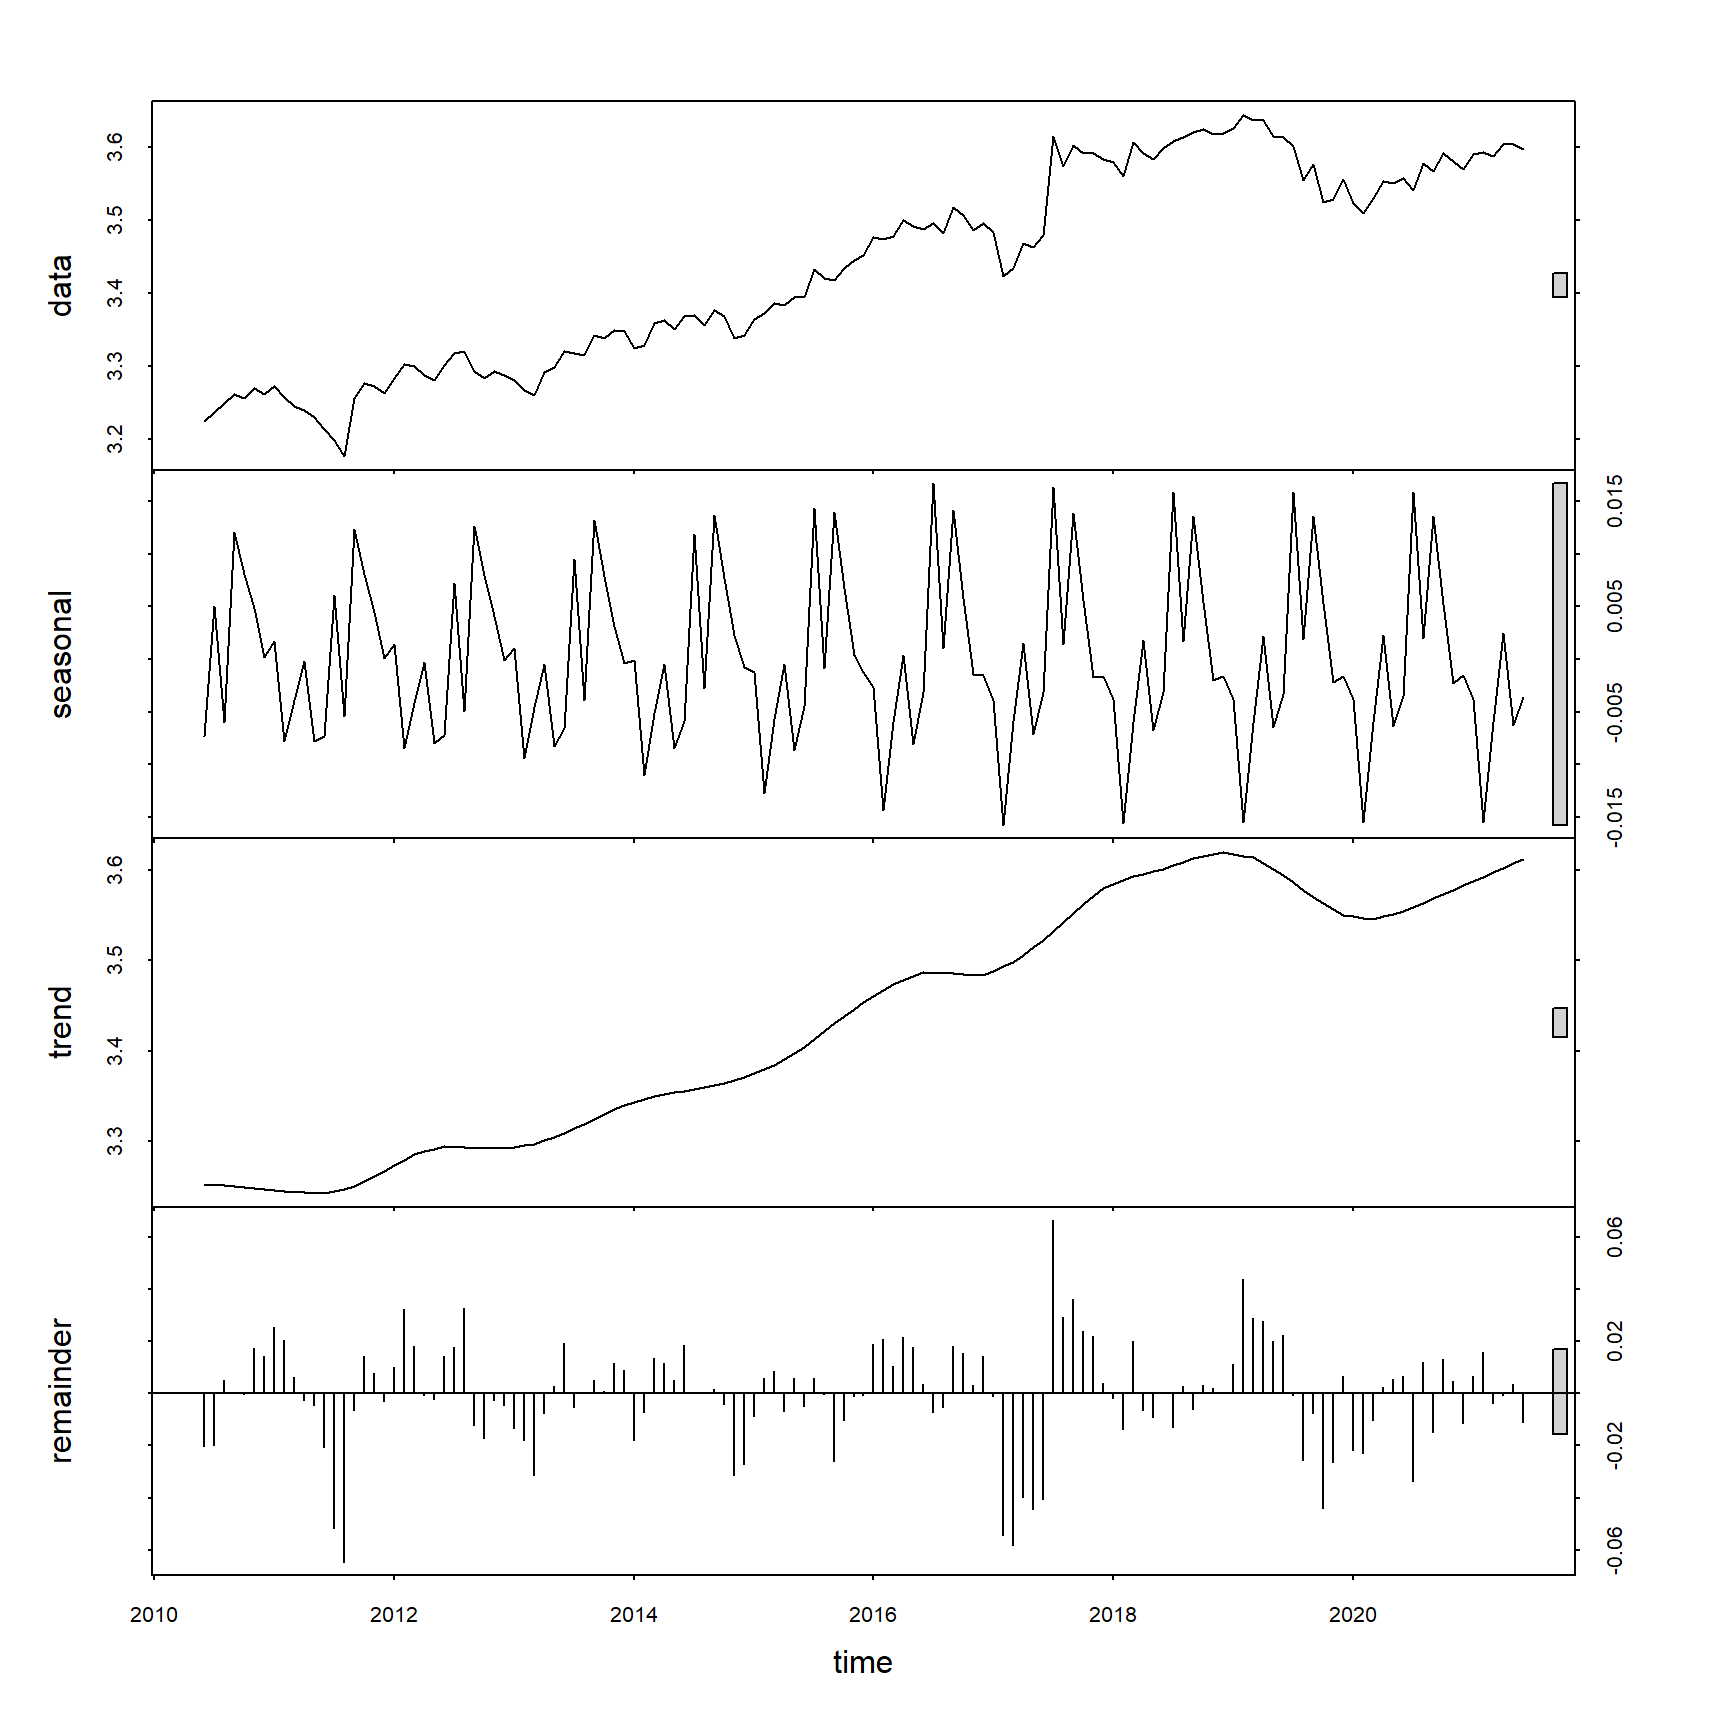 data
3.2 3.3 3.4 3.5 3.6
seasonal
-0.015 -0.005 0.005 0.015
trend
3.3 3.4 3.5 3.6
remainder
-0.06 -0.02 0.02 0.06
2010 2012 2014 2016 2018 2020
time